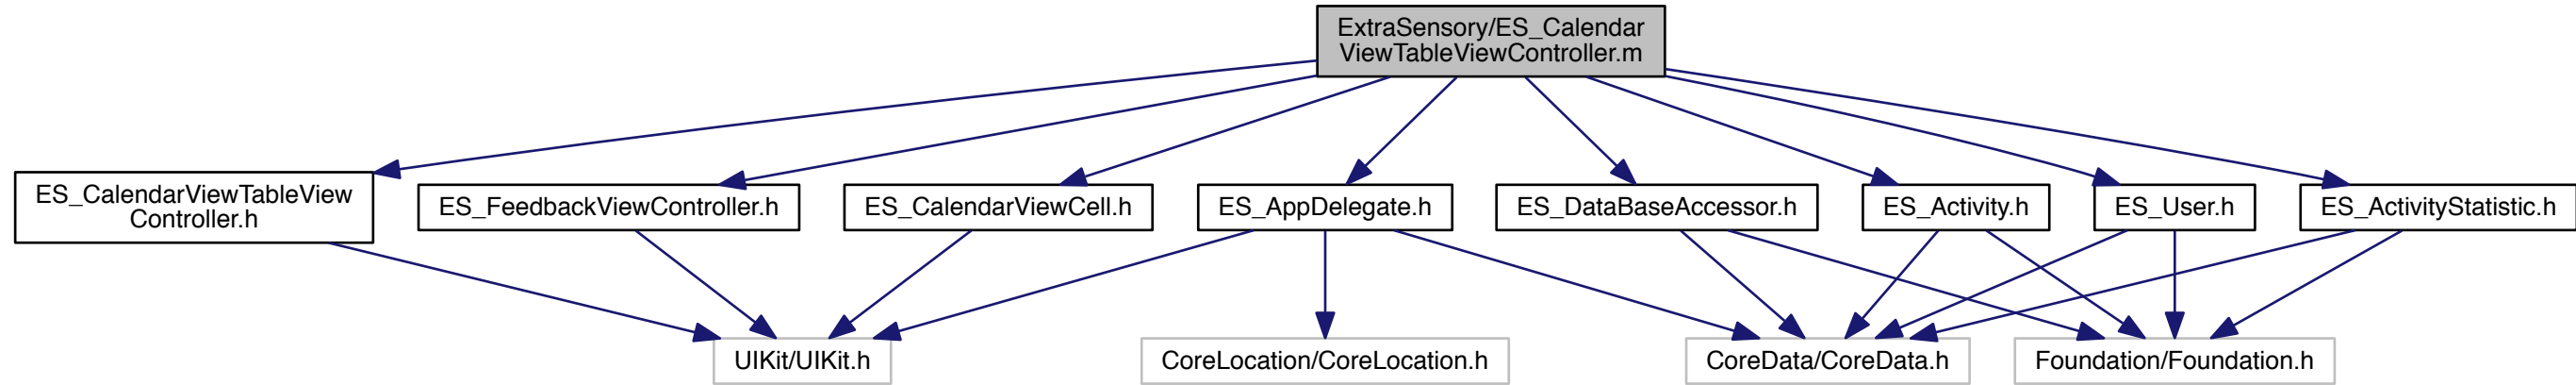 ExtraSensory/ES_Calendar
ViewTableViewController.m
ES_CalendarViewTableView
Controller.h
ES_FeedbackViewController.h
ES_CalendarViewCell.h
ES_AppDelegate.h
ES_DataBaseAccessor.h
ES_Activity.h
ES_User.h
ES_ActivityStatistic.h
UIKit/UIKit.h
CoreLocation/CoreLocation.h
CoreData/CoreData.h
Foundation/Foundation.h